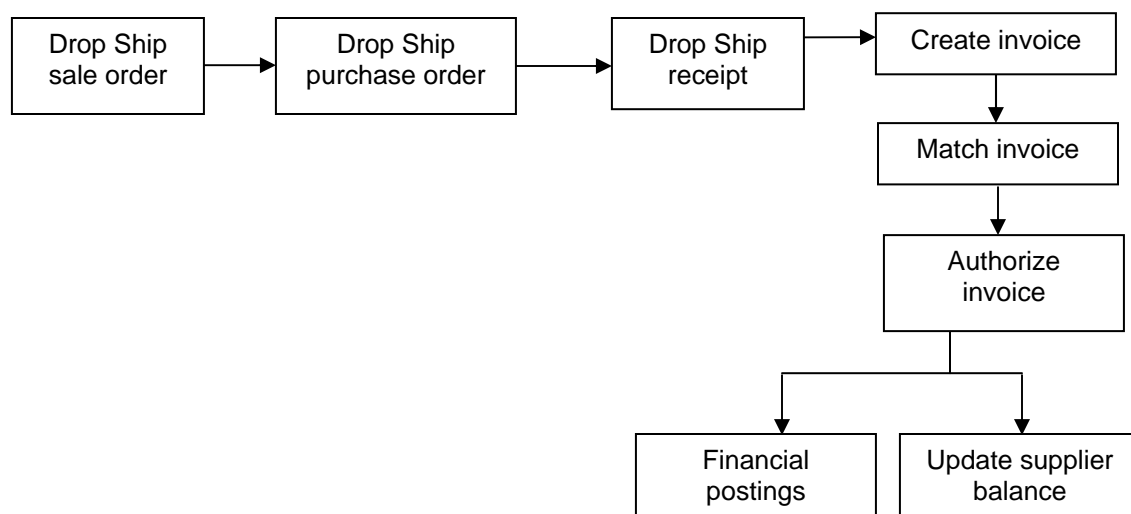 Drop Ship
sale order
Drop Ship
purchase order
Drop Ship
receipt
Create invoice
Match invoice
Authorize
invoice
Financial
postings
Update supplier
balance